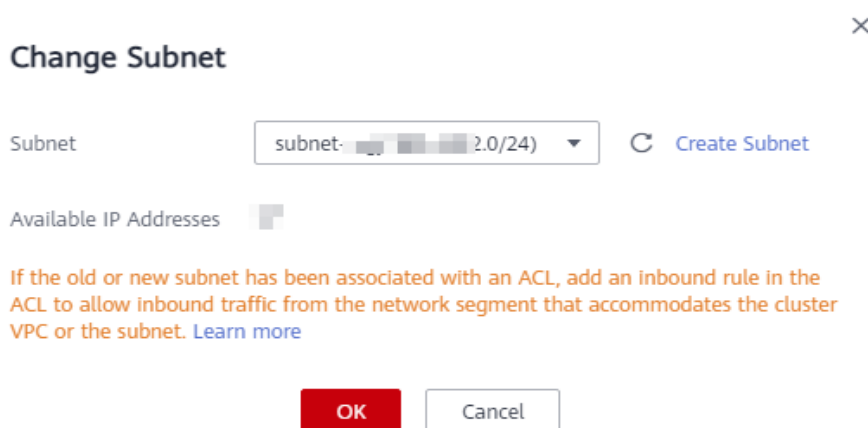 Change Subnet
Subnet subnet- 2.0/24) Create Subnet
Available IP Addresses
If the old or new subnet has been associated with an ACL, add an inbound rule in the
ACL to allow inbound traffic from the network segment that accommodates the cluster
VPC or the subnet. Learn more
OK Cancel